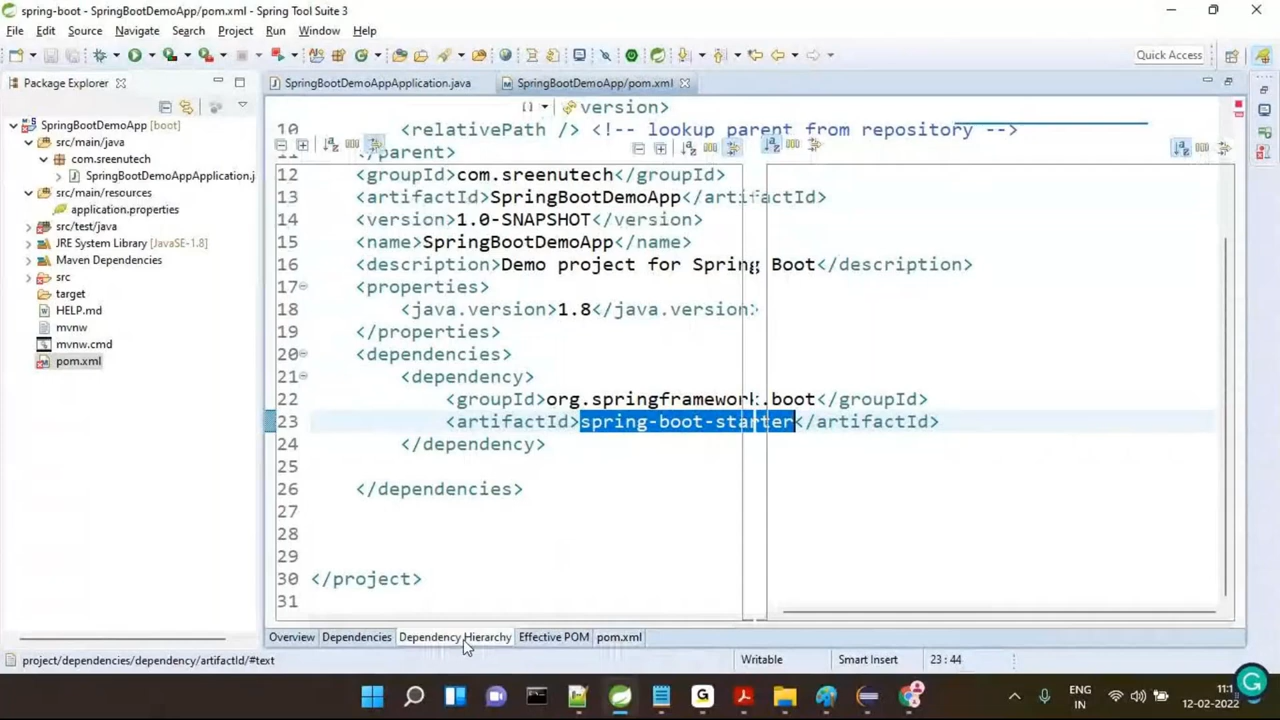 spring-boot - SpringBootDemoApp/pom.xml - Spring Tool Suite 3
File Edit Source Navigate Search Project Run Window Help
Quick Access
Package Explorer
SpringBootDemoApp [boot]
src/main/java
com.sreenutech
SpringBootDemoAppApplication.j
src/main/resources
application.properties
src/test/java
JRE System Library [JavaSE-1.8]
Maven Dependencies
src
target
HELP.md
mvnw
mvnw.cmd
pom.xml
SpringBootDemoAppApplication.java
SpringBootDemoApp/pom.xml
version>
10 <relativePath /> <!-- lookup parent from repository -->
11 </parent>
12 <groupId>com.sreenutech</groupId>
13 <artifactId>SpringBootDemoApp</artifactId>
14 <version>1.0-SNAPSHOT</version>
15 <name>SpringBootDemoApp</name>
16 <description>Demo project for Spring Boot</description>
17 <properties>
18 <java.version>1.8</java.version>
19 </properties>
20 <dependencies>
21 <dependency>
22 <groupId>org.springframework.boot</groupId>
23 <artifactId>spring-boot-starter</artifactId>
24 </dependency>
25
26 </dependencies>
27
28
29
30 </project>
31
Overview Dependencies Dependency Hierarchy Effective POM pom.xml
project/dependencies/dependency/artifactId/#text
Writable
Smart Insert
23 : 44
ENG
IN
11:1
12-02-2022